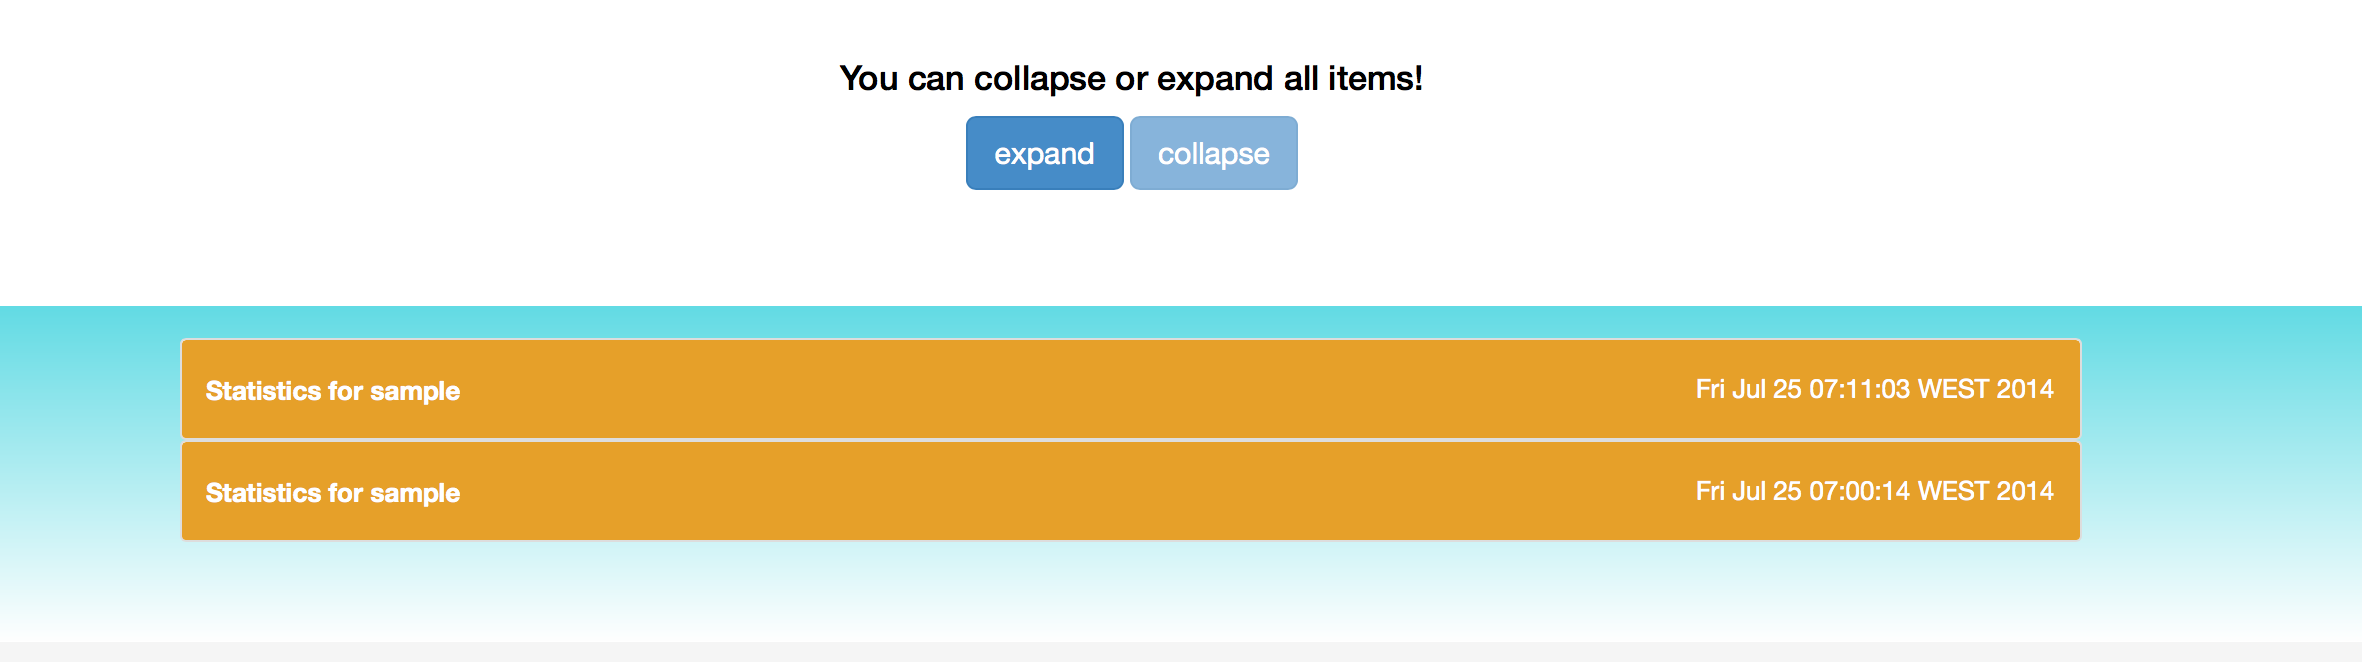 You can collapse or expand all items!
expand collapse
Statistics for sample Fri Jul 25 07:11:03 WEST 2014
Statistics for sample Fri Jul 25 07:00:14 WEST 2014